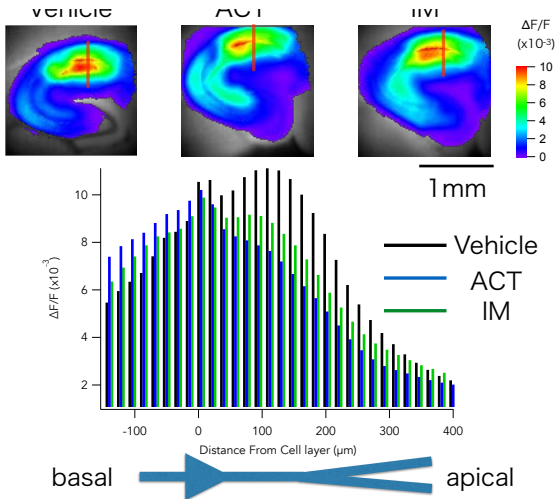 Vehicle ACT IM
ΔF/F
(x10⁻³)
10
8
6
4
2
0
1mm
10
8
6
4
2
ΔF/F (x10⁻³)
Vehicle
ACT
IM
-100 0 100 200 300 400
Distance From Cell layer (µm)
basal apical